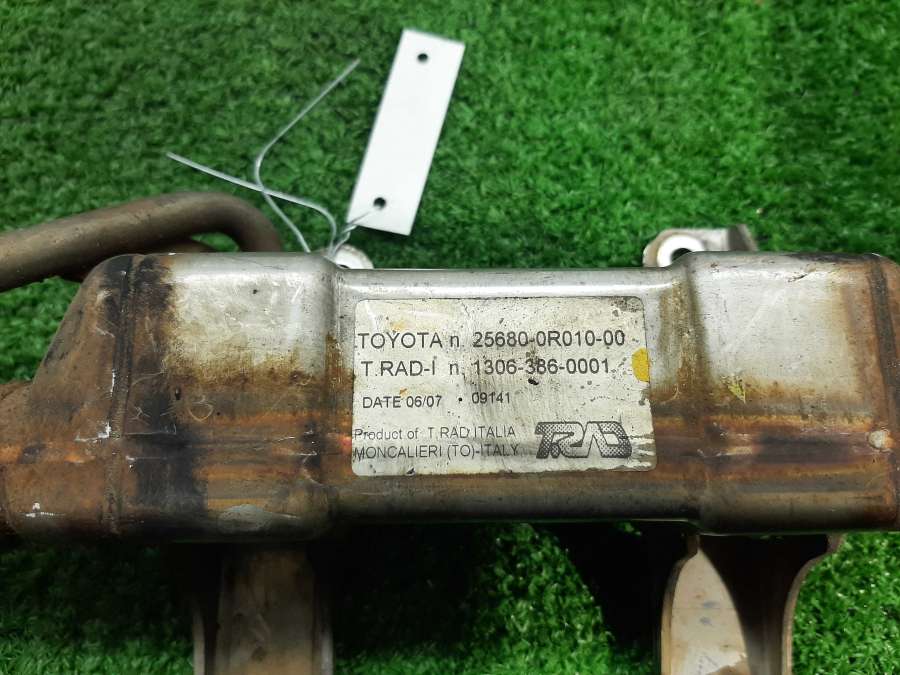 TOYOTA n. 25680-0R010-00
T.RAD-I n. 1306-386-0001
DATE 06/07 • 09141
Product of T.RAD ITALIA
MONCALIERI (TO)-ITALY
TRAD